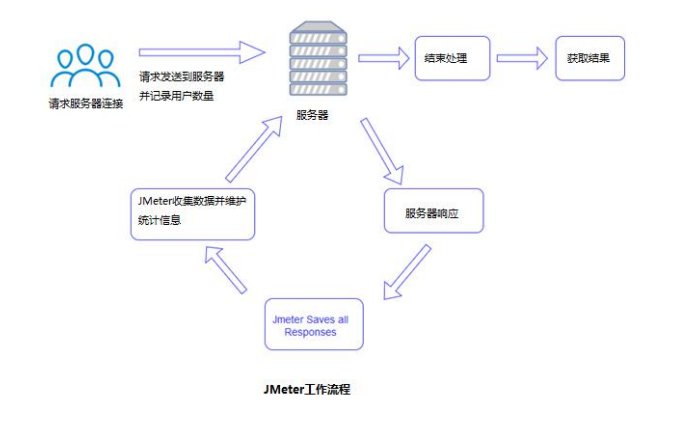 请求服务器连接
请求发送到服务器
并记录用户数量
服务器
结束处理
获取结果
JMeter收集数据并维护
统计信息
服务器响应
Jmeter Saves all
Responses
JMeter工作流程